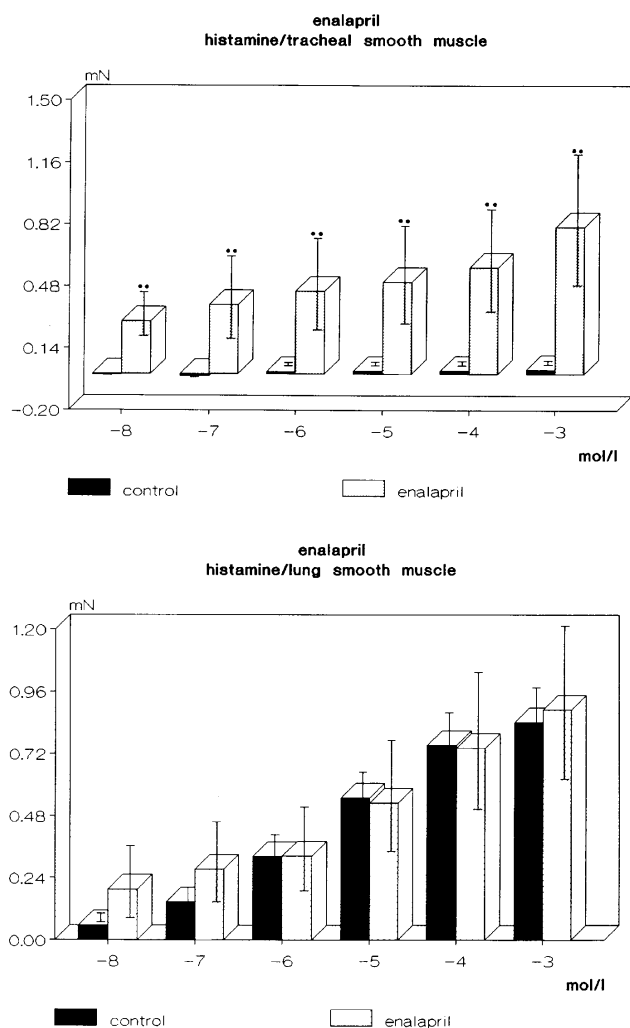 enalapril
histamine/tracheal smooth muscle
mN
1.50
1.16
0.82
0.48
0.14
−0.20
−8 −7 −6 −5 −4 −3
mol/l
control enalapril
enalapril
histamine/lung smooth muscle
mN
1.20
0.96
0.72
0.48
0.24
0.00
−8 −7 −6 −5 −4 −3
mol/l
control enalapril